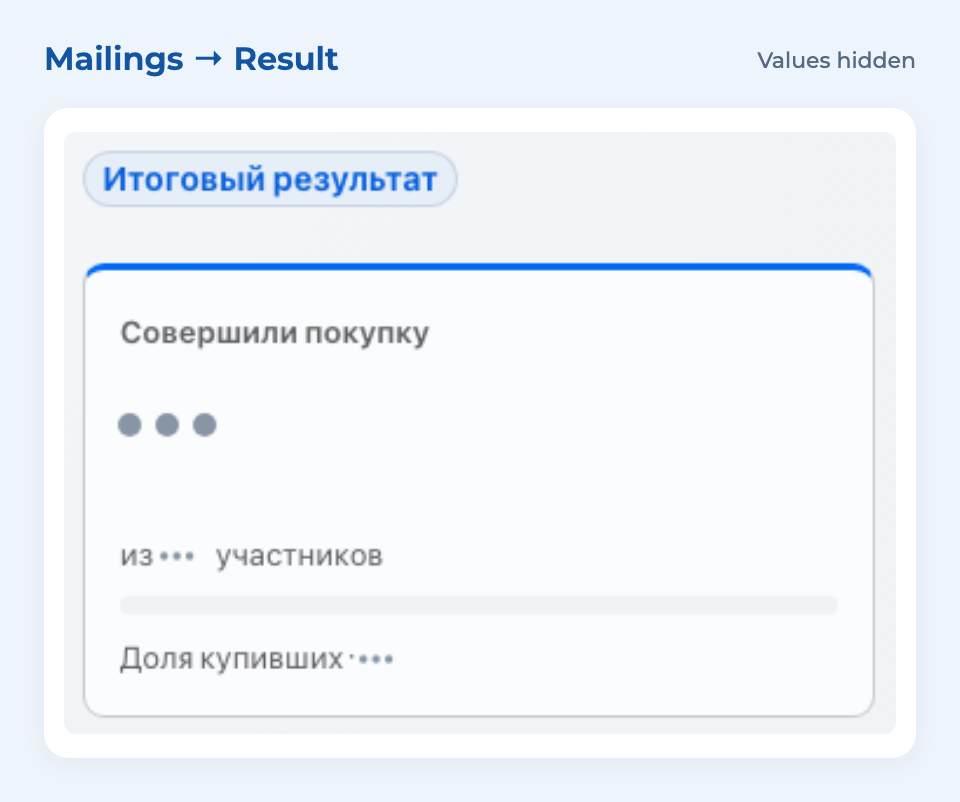 Mailings → Result
Values hidden
Итоговый результат
Совершили покупку
•••
из ••• участников
Доля купивших · •••